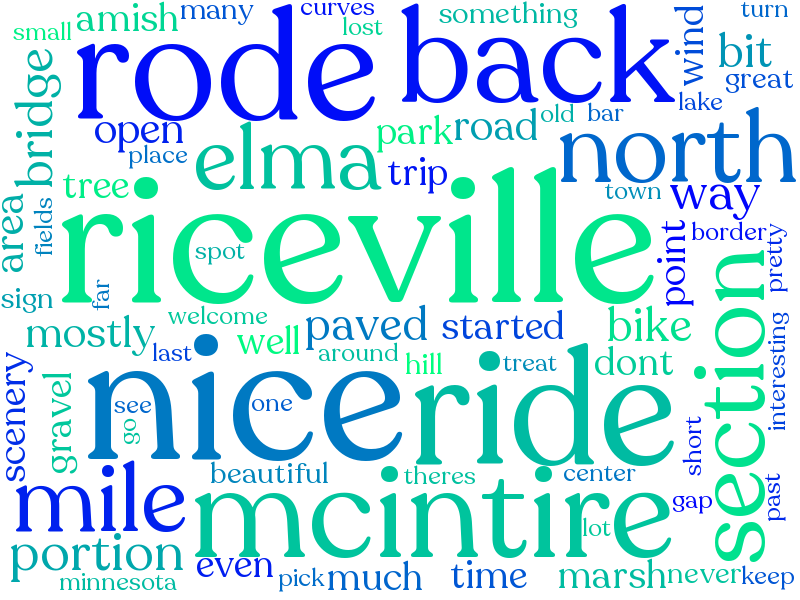 small amish many curves lost something wind turn
rode back bit great
bridge open place elma park road old bar lake north
tree trip town way
area fields riceville spot point border pretty
sign far welcome section
mostly last well paved started bike interesting
around hill treat dont
scenery gravel nice see go one ride short
beautiful theres center
mile mcintire lot gap past
portion even marsh never keep
minnesota pick much time